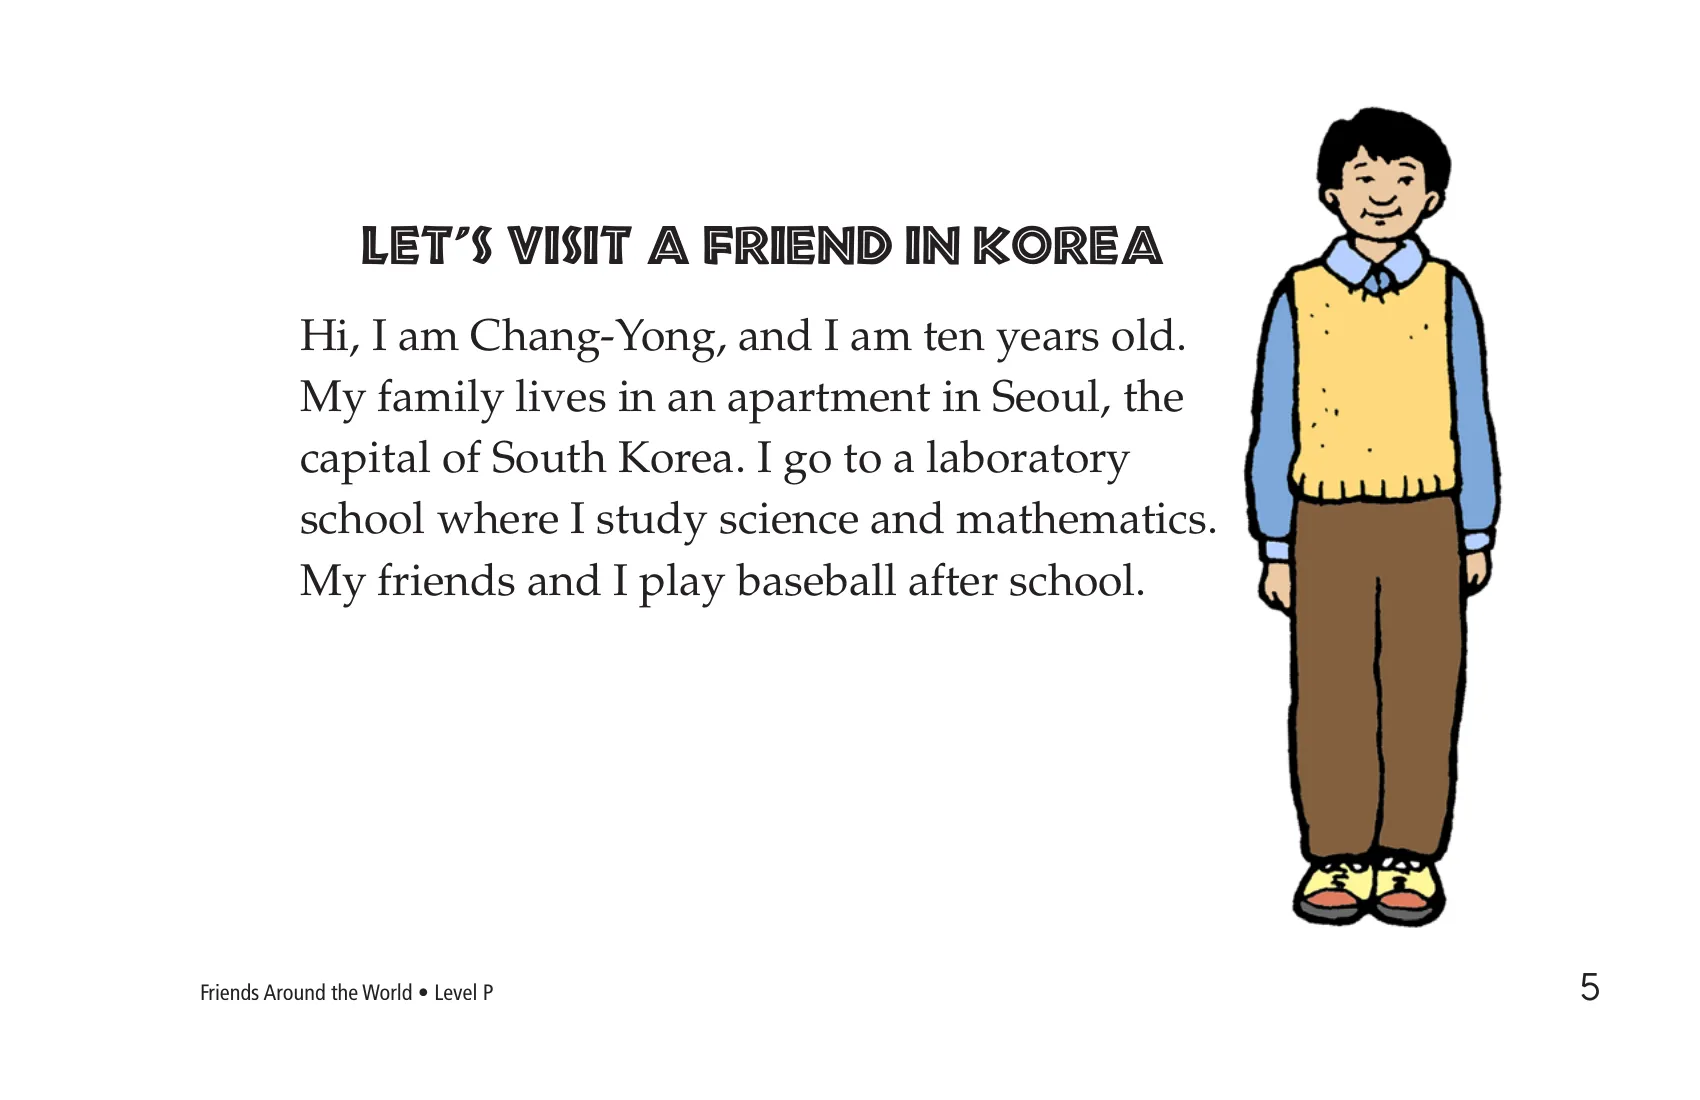 LET'S VISIT A FRIEND IN KOREA
Hi, I am Chang-Yong, and I am ten years old.
My family lives in an apartment in Seoul, the
capital of South Korea. I go to a laboratory
school where I study science and mathematics.
My friends and I play baseball after school.
Friends Around the World • Level P
5